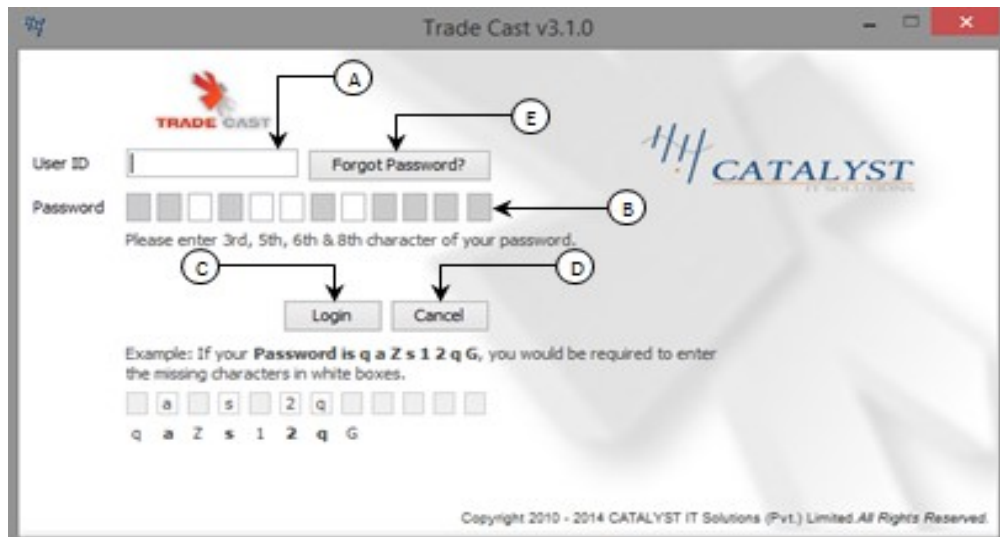 Trade Cast v3.1.0
A
TRADE CAST
E
User ID
Forgot Password?
CATALYST
IT SOLUTIONS
Password
B
Please enter 3rd, 5th, 6th & 8th character of your password.
C
D
Login Cancel
Example: If your Password is q a Z s 1 2 q G, you would be required to enter
the missing characters in white boxes.
a s 2 q
q a Z s 1 2 q G
Copyright 2010 - 2014 CATALYST IT Solutions (Pvt.) Limited.All Rights Reserved.